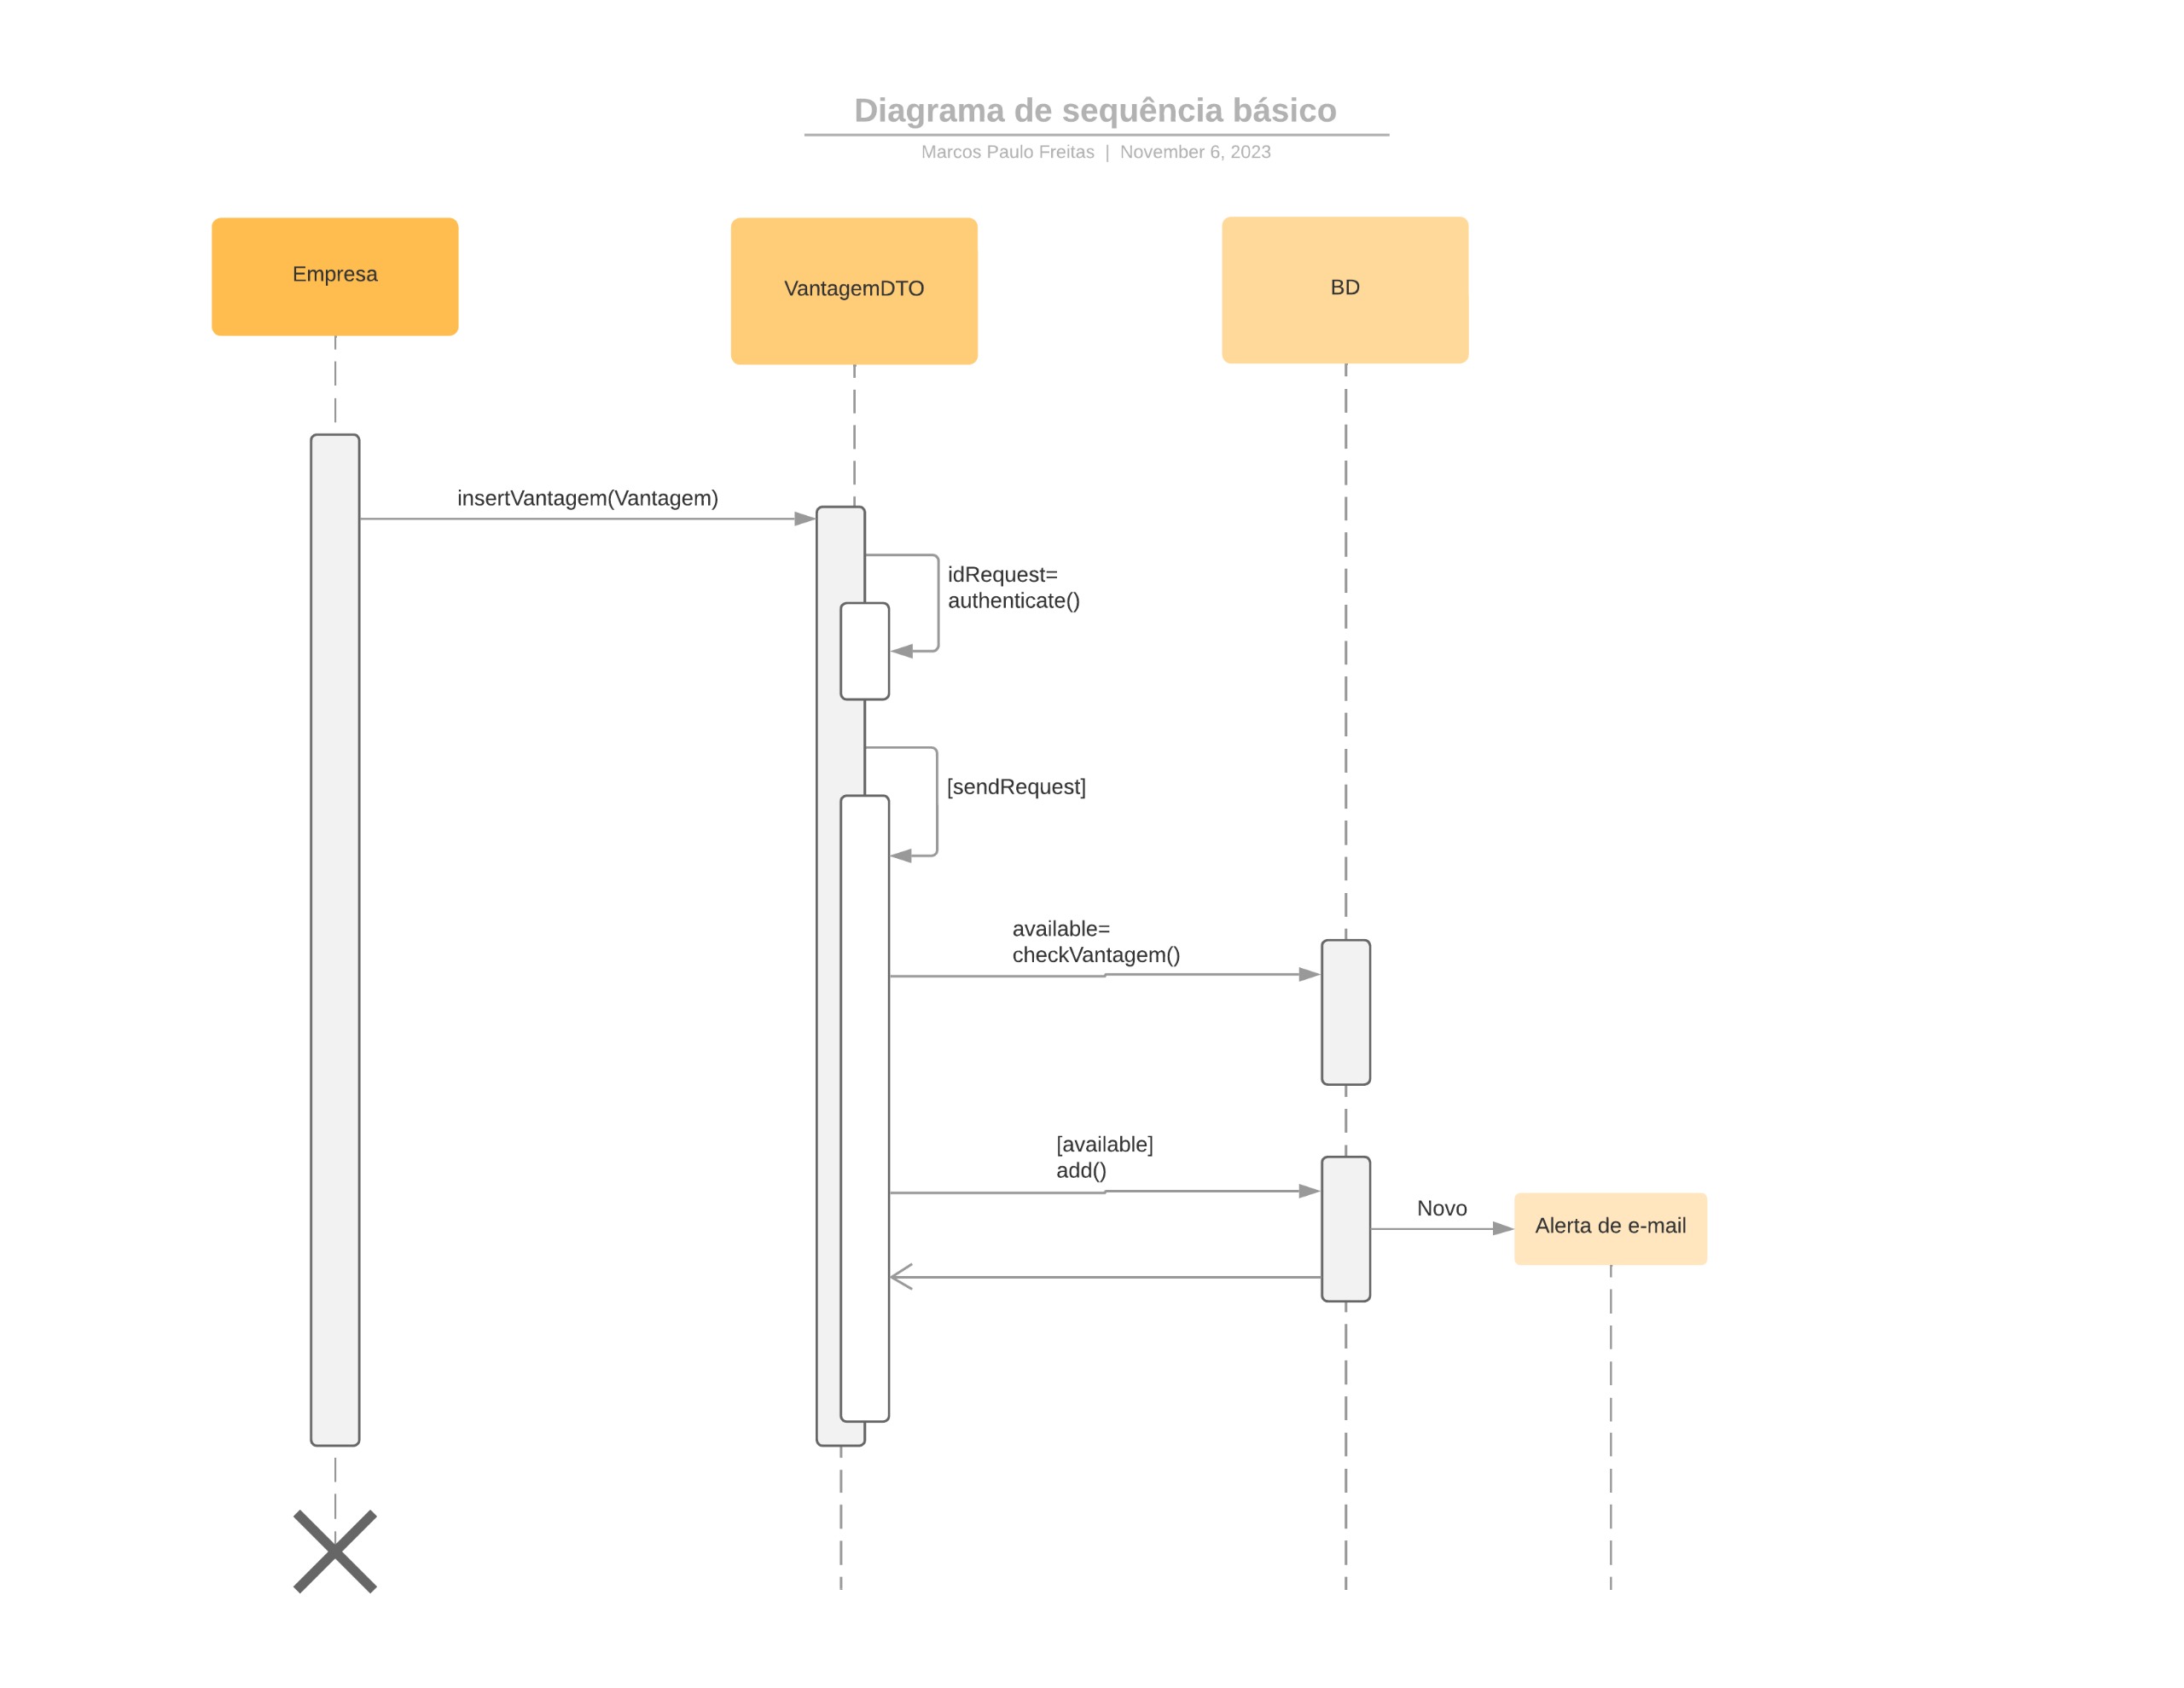 Diagrama de sequência básico
Marcos Paulo Freitas | November 6, 2023
Empresa
VantagemDTO
BD
insertVantagem(Vantagem)
idRequest=
authenticate()
[sendRequest]
available=
checkVantagem()
[available]
add()
Novo
Alerta de e-mail